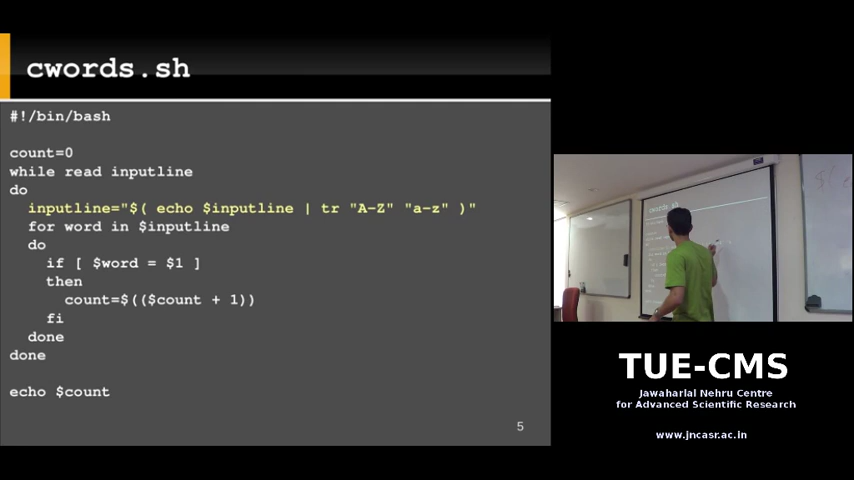 cwords.sh
#!/bin/bash
count=0
while read inputline
do
inputline="$( echo $inputline | tr "A-Z" "a-z" )"
for word in $inputline
do
if [ $word = $1 ]
then
count=$(($count + 1))
fi
done
done
echo $count
5
cwords.sh
TUE-CMS
Jawaharlal Nehru Centre
for Advanced Scientific Research
www.jncasr.ac.in